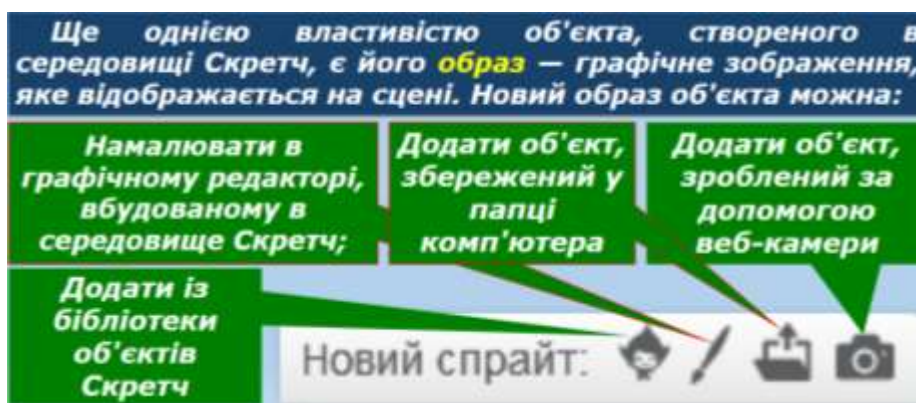 Ще однією властивістю об'єкта, створеного в
середовищі Скретч, є його образ — графічне зображення,
яке відображається на сцені. Новий образ об'єкта можна:
Намалювати в
графічному редакторі,
вбудованому в
середовище Скретч;
Додати об'єкт,
збережений у
папці
комп'ютера
Додати об'єкт,
зроблений за
допомогою
веб-камери
Додати із
бібліотеки
об'єктів
Скретч
Новий спрайт: